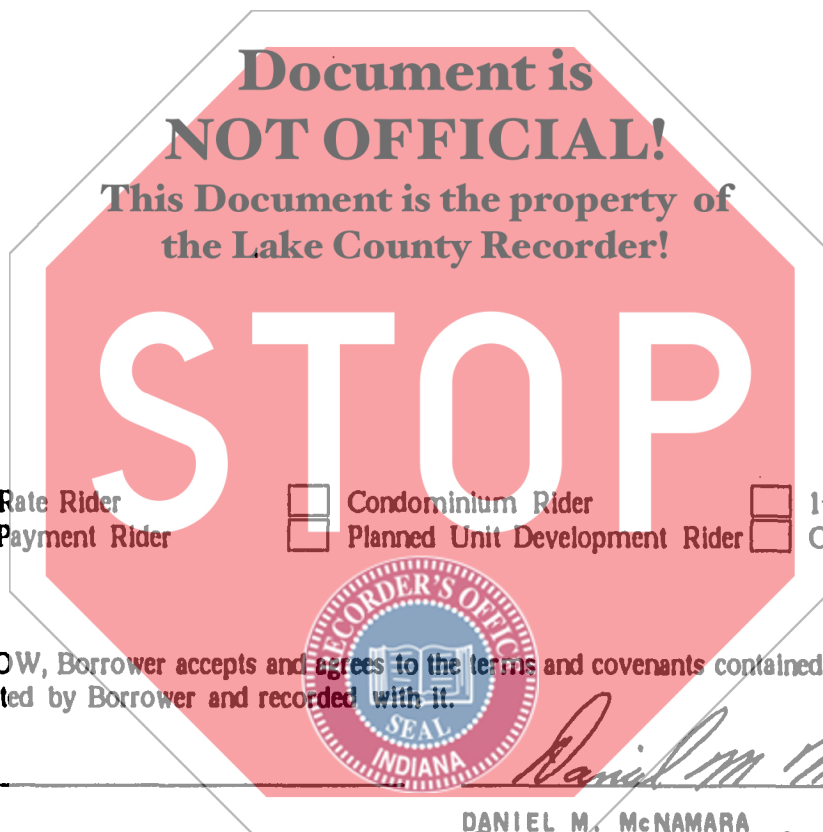 Document is
NOT OFFICIAL!
This Document is the property of
the Lake County Recorder!
STOP
Rate Rider Condominium Rider
Payment Rider Planned Unit Development Rider
RECORDER'S OFFICE
OW, Borrower accepts and agrees to the terms and covenants contained
ted by Borrower and recorded with it.
SEAL
INDIANA
Daniel M
DANIEL M. McNAMARA